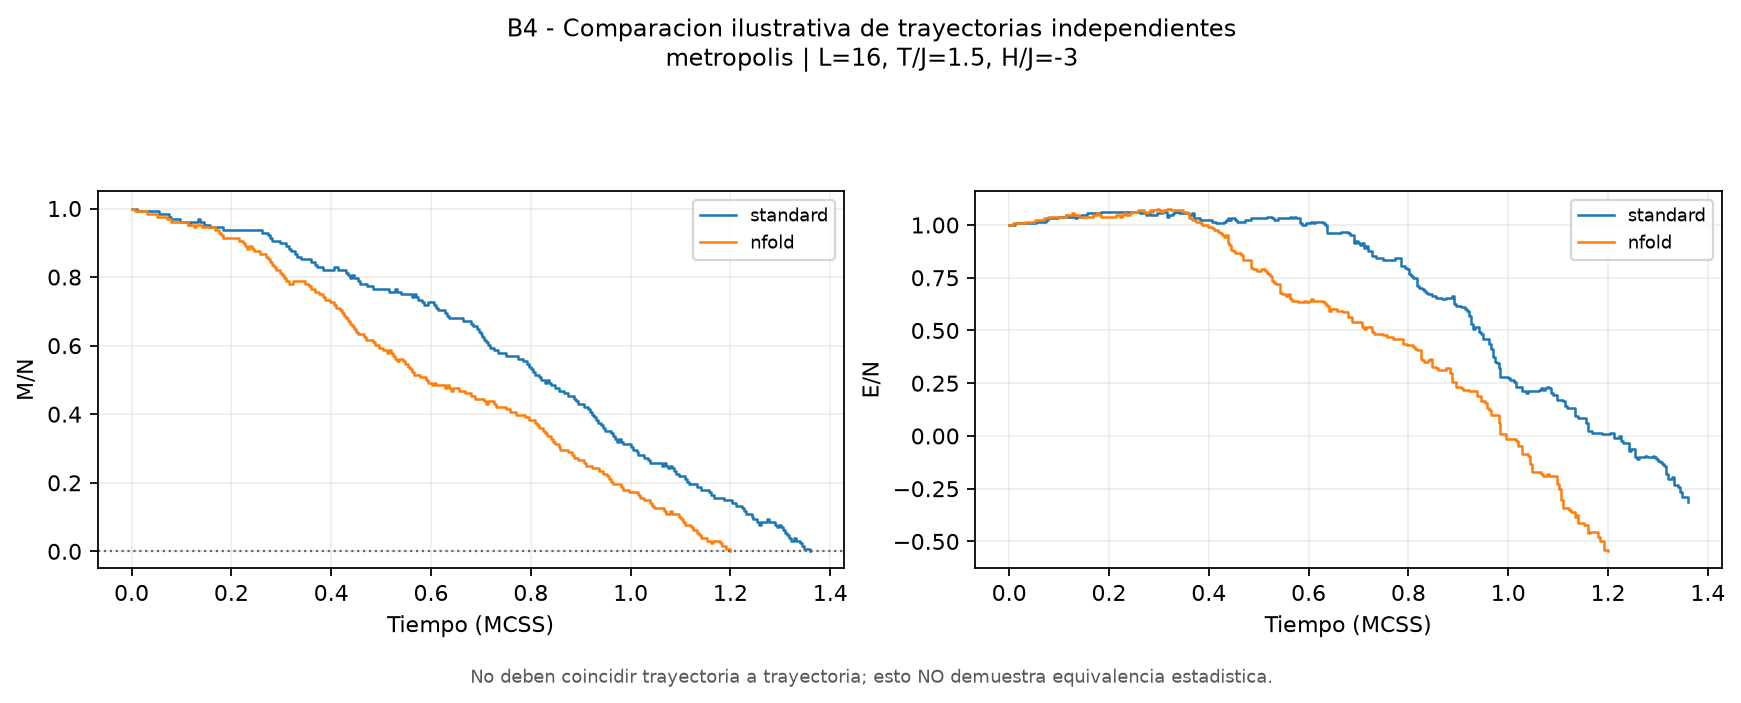 B4 - Comparacion ilustrativa de trayectorias independientes
metropolis | L=16, T/J=1.5, H/J=-3
M/N
1.0
0.8
0.6
0.4
0.2
0.0
0.0 0.2 0.4 0.6 0.8 1.0 1.2 1.4
Tiempo (MCSS)
standard
nfold
E/N
1.00
0.75
0.50
0.25
0.00
−0.25
−0.50
0.0 0.2 0.4 0.6 0.8 1.0 1.2 1.4
Tiempo (MCSS)
standard
nfold
No deben coincidir trayectoria a trayectoria; esto NO demuestra equivalencia estadistica.